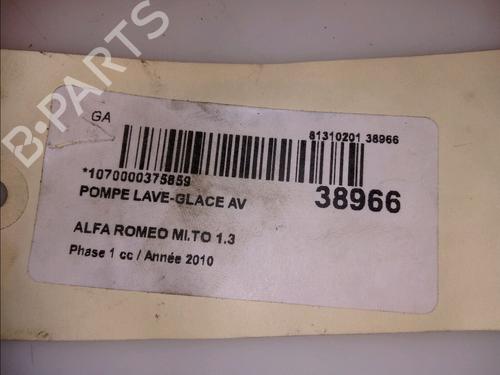 GA
81310201 38966
*1070000375859
38966
POMPE LAVE-GLACE AV
ALFA ROMEO MI.TO 1.3
Phase 1 cc / Année 2010
B-PARTS